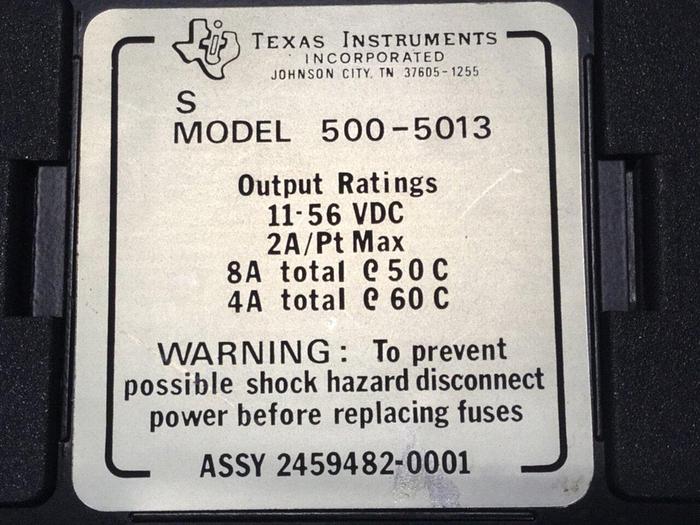 TEXAS INSTRUMENTS
INCORPORATED
JOHNSON CITY, TN 37605-1255
S
MODEL 500-5013
Output Ratings
11-56 VDC
2A/Pt Max
8A total @ 50 C
4A total @ 60 C
WARNING: To prevent
possible shock hazard disconnect
power before replacing fuses
ASSY 2459482-0001